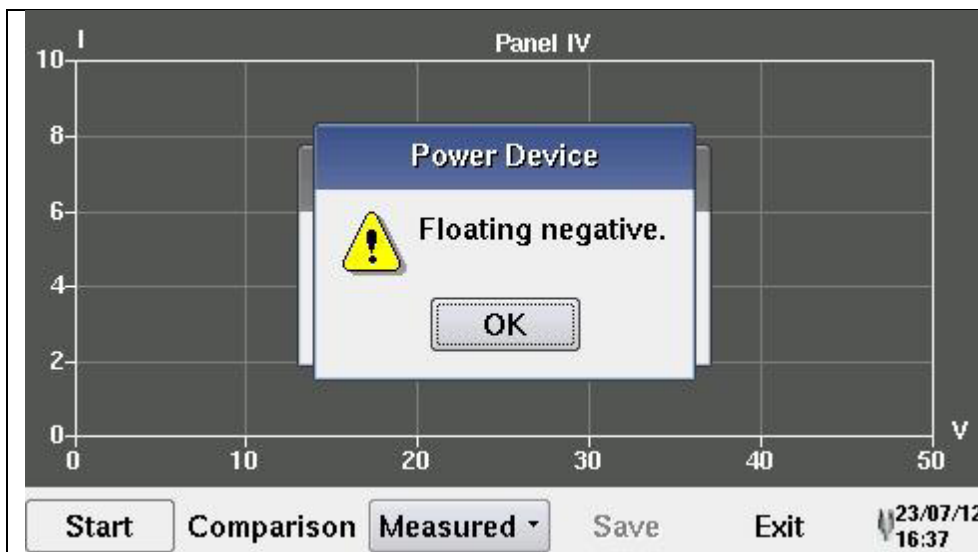 I
Panel IV
10
8
6
4
2
0
Power Device
Floating negative.
OK
V
0 10 20 30 40 50
Start Comparison Measured Save Exit 23/07/12
16:37